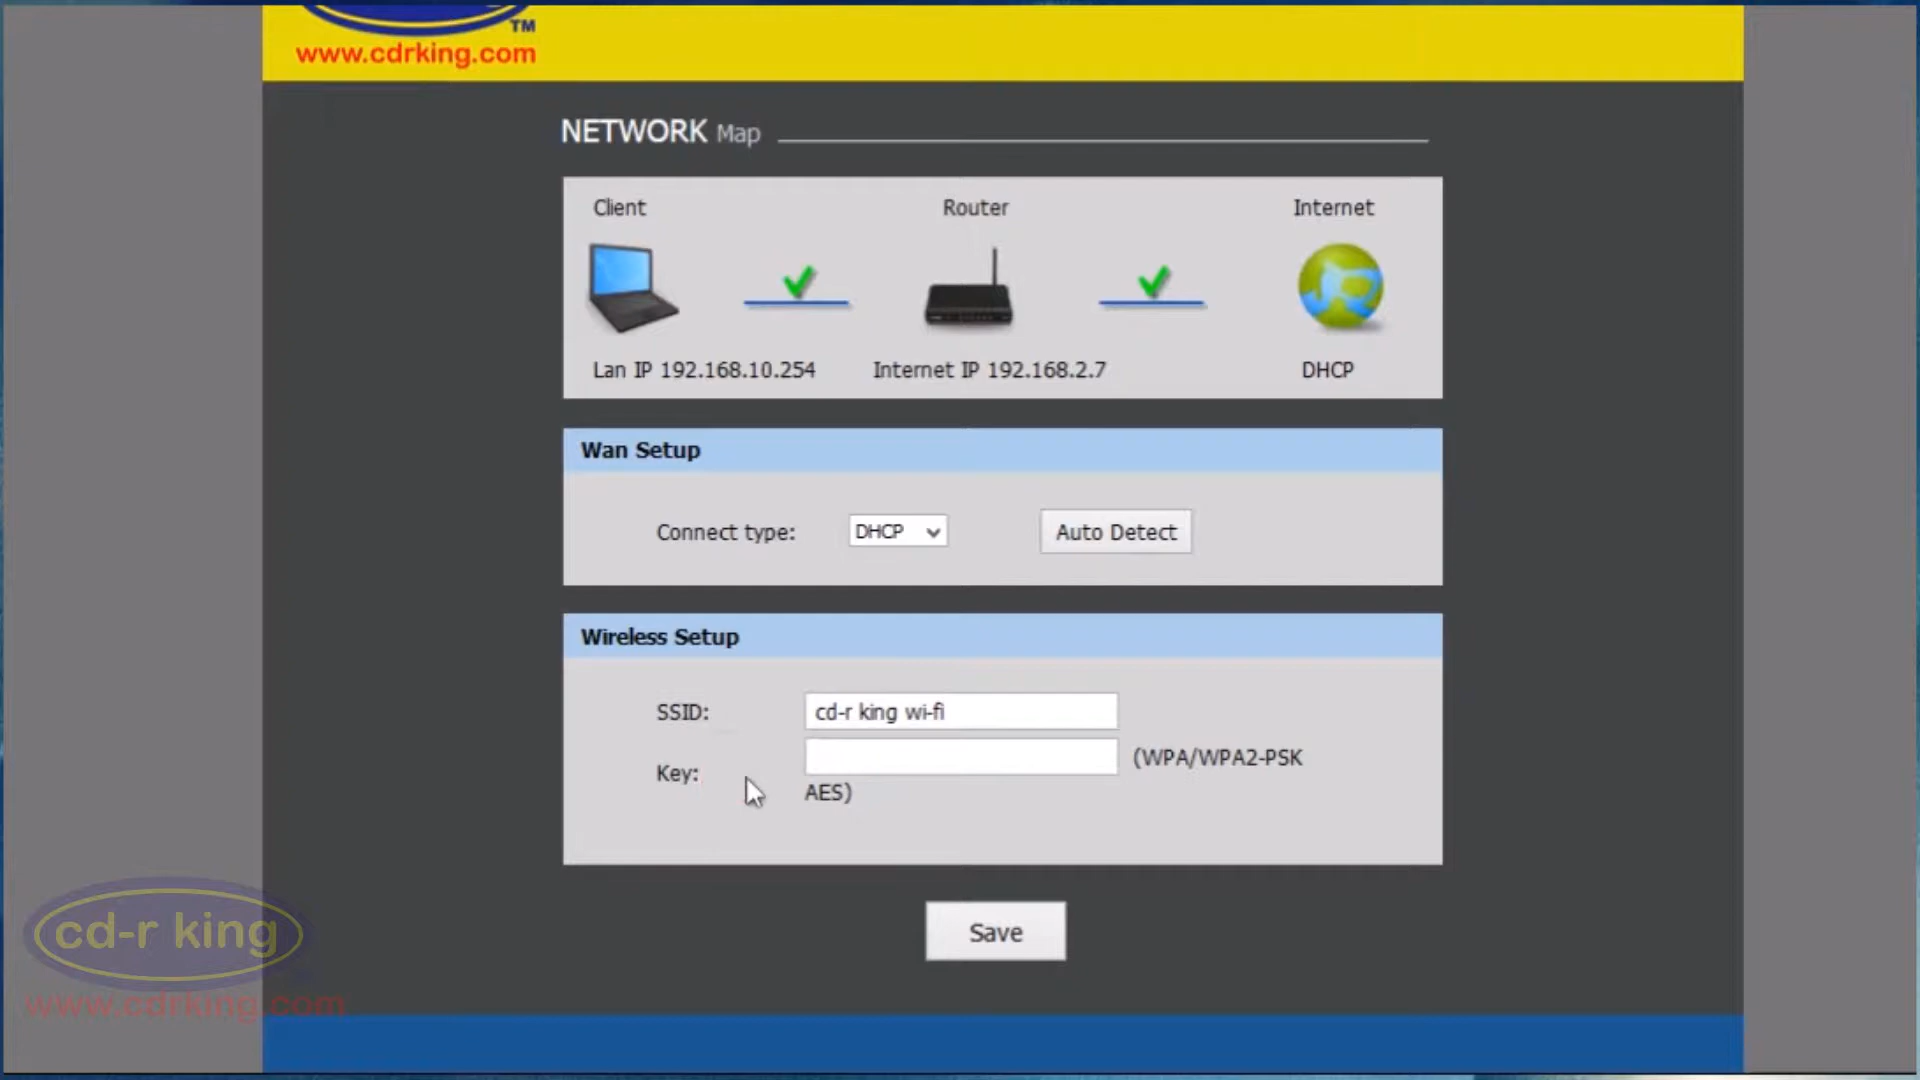 TM
www.cdrking.com
NETWORK Map
Client Router Internet
Lan IP 192.168.10.254 Internet IP 192.168.2.7 DHCP
Wan Setup
Connect type: DHCP Auto Detect
Wireless Setup
SSID: cd-r king wi-fi
Key: (WPA/WPA2-PSK
AES)
Save
cd-r king
www.cdrking.com